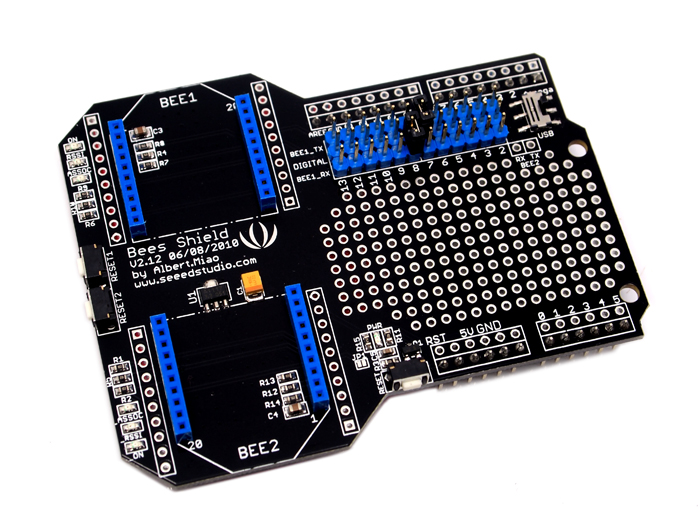 BEE1
20
ON
RSSI
ASSOC
C3
R8
R4
R7
R9
R6
AREF
BEE1_TX
DIGITAL
BEE1_RX
13
12
11
10
9
8
7
6
5
4
3
2
RX TX
BEE2
USB
Bees Shield
V2.12 06/08/2010
by Albert.Miao
www.seeedstudio.com
RESET1
RESET2
U1
C1
PWR
R15
R11
RST
5V GND
0 1 2 3 4 5
RESET
R1
R2
ASSOC
RSSI
ON
R13
R12
R14
C4
1
20
BEE2